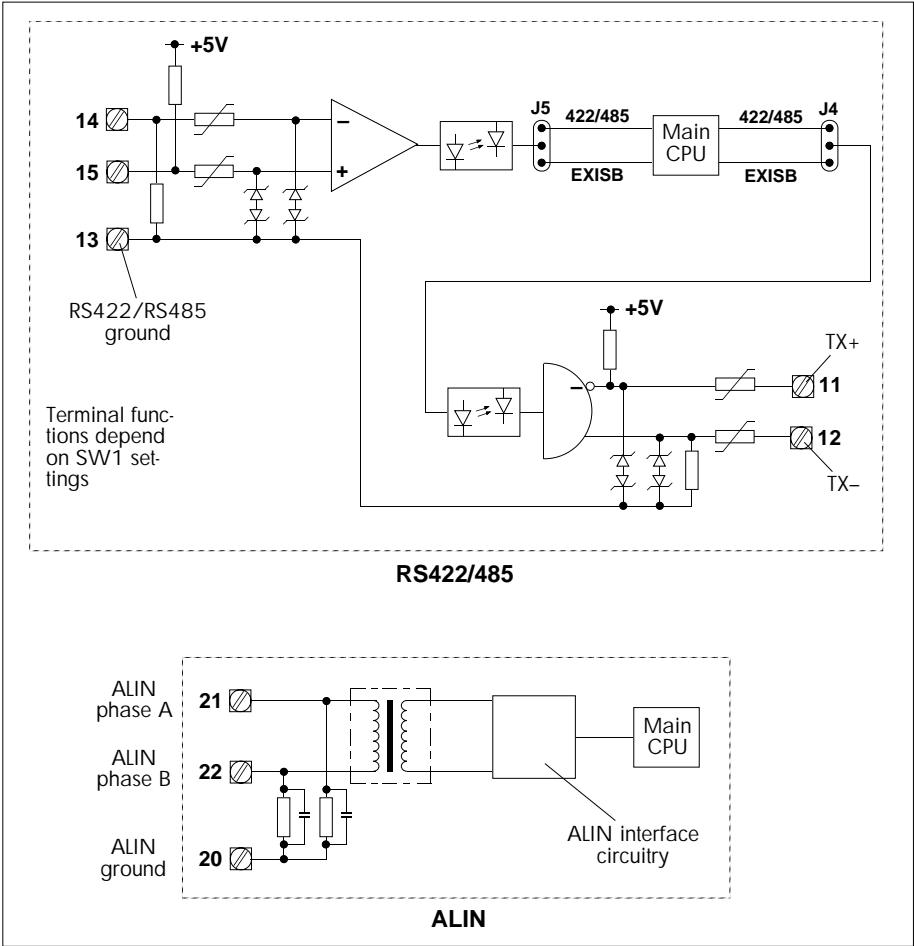 +5V
14
15
13
−
+
J5
422/485
EXISB
Main
CPU
422/485
EXISB
J4
RS422/RS485
ground
Terminal func-
tions depend
on SW1 set-
tings
+5V
−
TX+
11
12
TX−
RS422/485
ALIN
phase A
21
ALIN
phase B
22
ALIN
ground
20
Main
CPU
ALIN interface
circuitry
ALIN